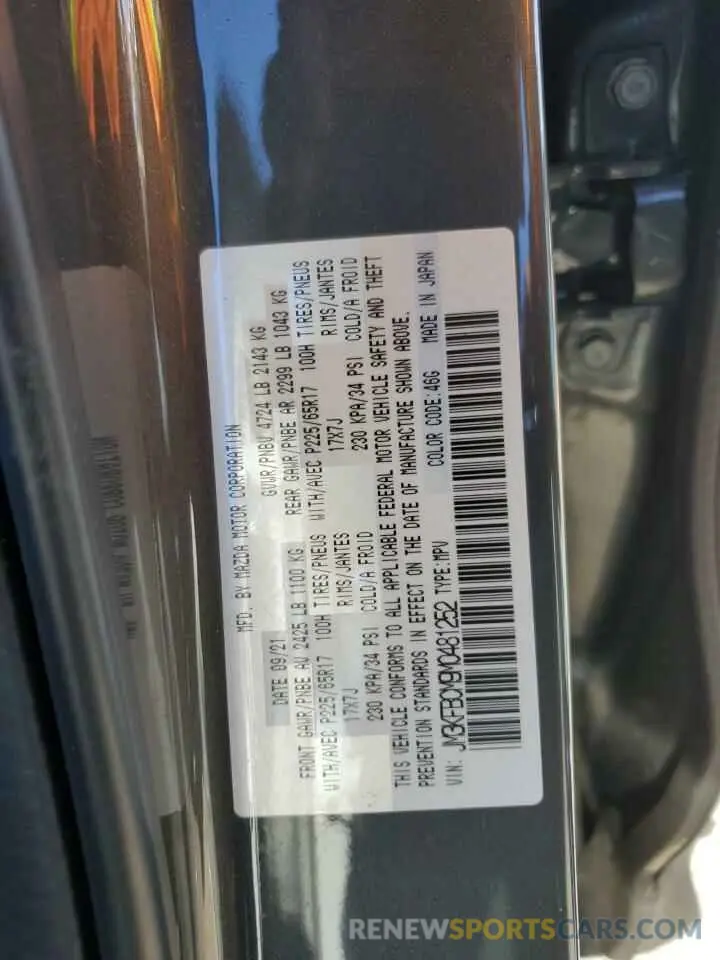 MFD. BY MAZDA MOTOR CORPORATION
DATE 09/21 GVWR/PNBV 4724 LB 2143 KG
FRONT GAWR/PNBE AV 2425 LB 1100 KG REAR GAWR/PNBE AR 2299 LB 1043 KG
WITH/AVEC P225/65R17 100H TIRES/PNEUS WITH/AVEC P225/65R17 100H TIRES/PNEUS
17X7J RIMS/JANTES 17X7J RIMS/JANTES
230 KPA/34 PSI COLD/A FROID 230 KPA/34 PSI COLD/A FROID
THIS VEHICLE CONFORMS TO ALL APPLICABLE FEDERAL MOTOR VEHICLE SAFETY AND THEFT
PREVENTION STANDARDS IN EFFECT ON THE DATE OF MANUFACTURE SHOWN ABOVE.
VIN: JM3KFBCM9M0481252 TYPE:MPV COLOR CODE:46G MADE IN JAPAN
RENEWSPORTSCARS.COM